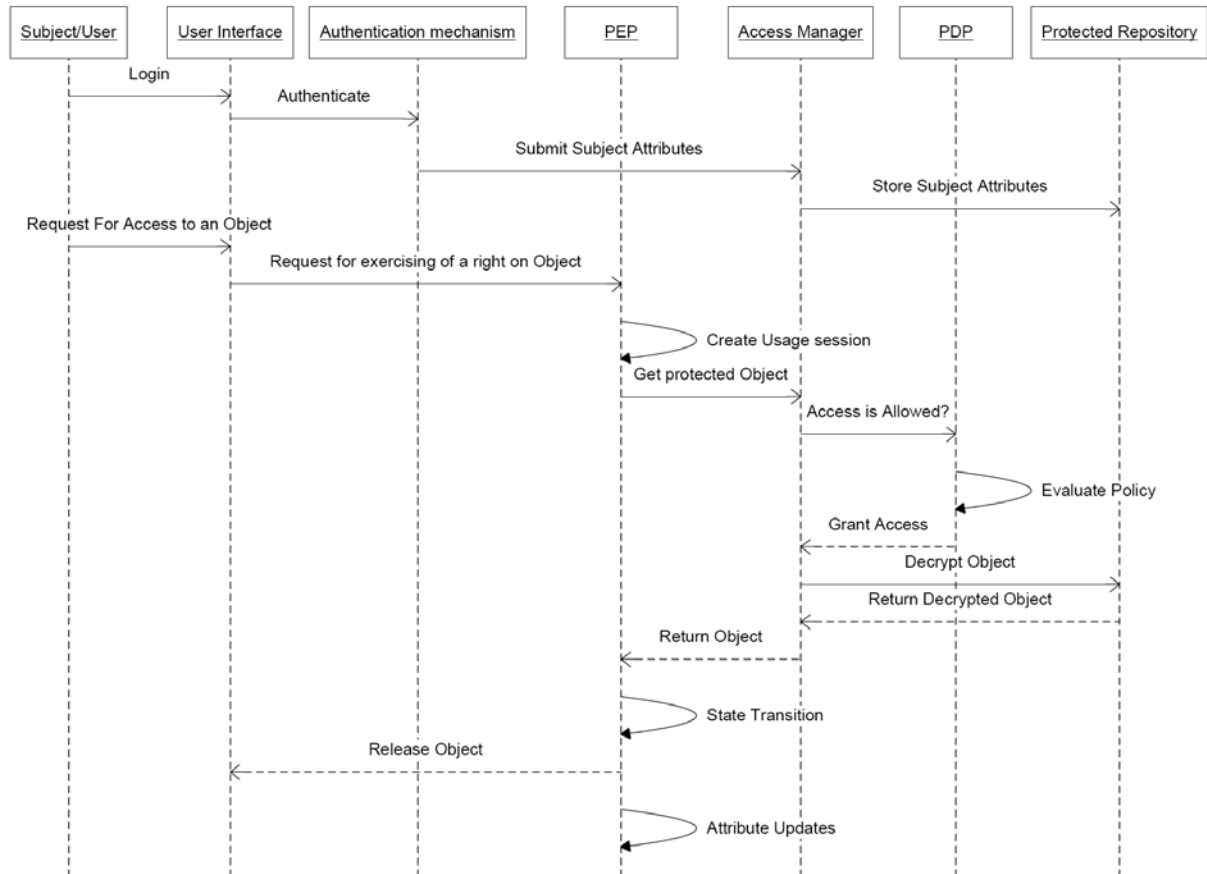 Subject/User
User Interface
Authentication mechanism
PEP
Access Manager
PDP
Protected Repository
Login
Authenticate
Submit Subject Attributes
Store Subject Attributes
Request For Access to an Object
Request for exercising of a right on Object
Create Usage session
Get protected Object
Access is Allowed?
Evaluate Policy
Grant Access
Decrypt Object
Return Decrypted Object
Return Object
State Transition
Release Object
Attribute Updates